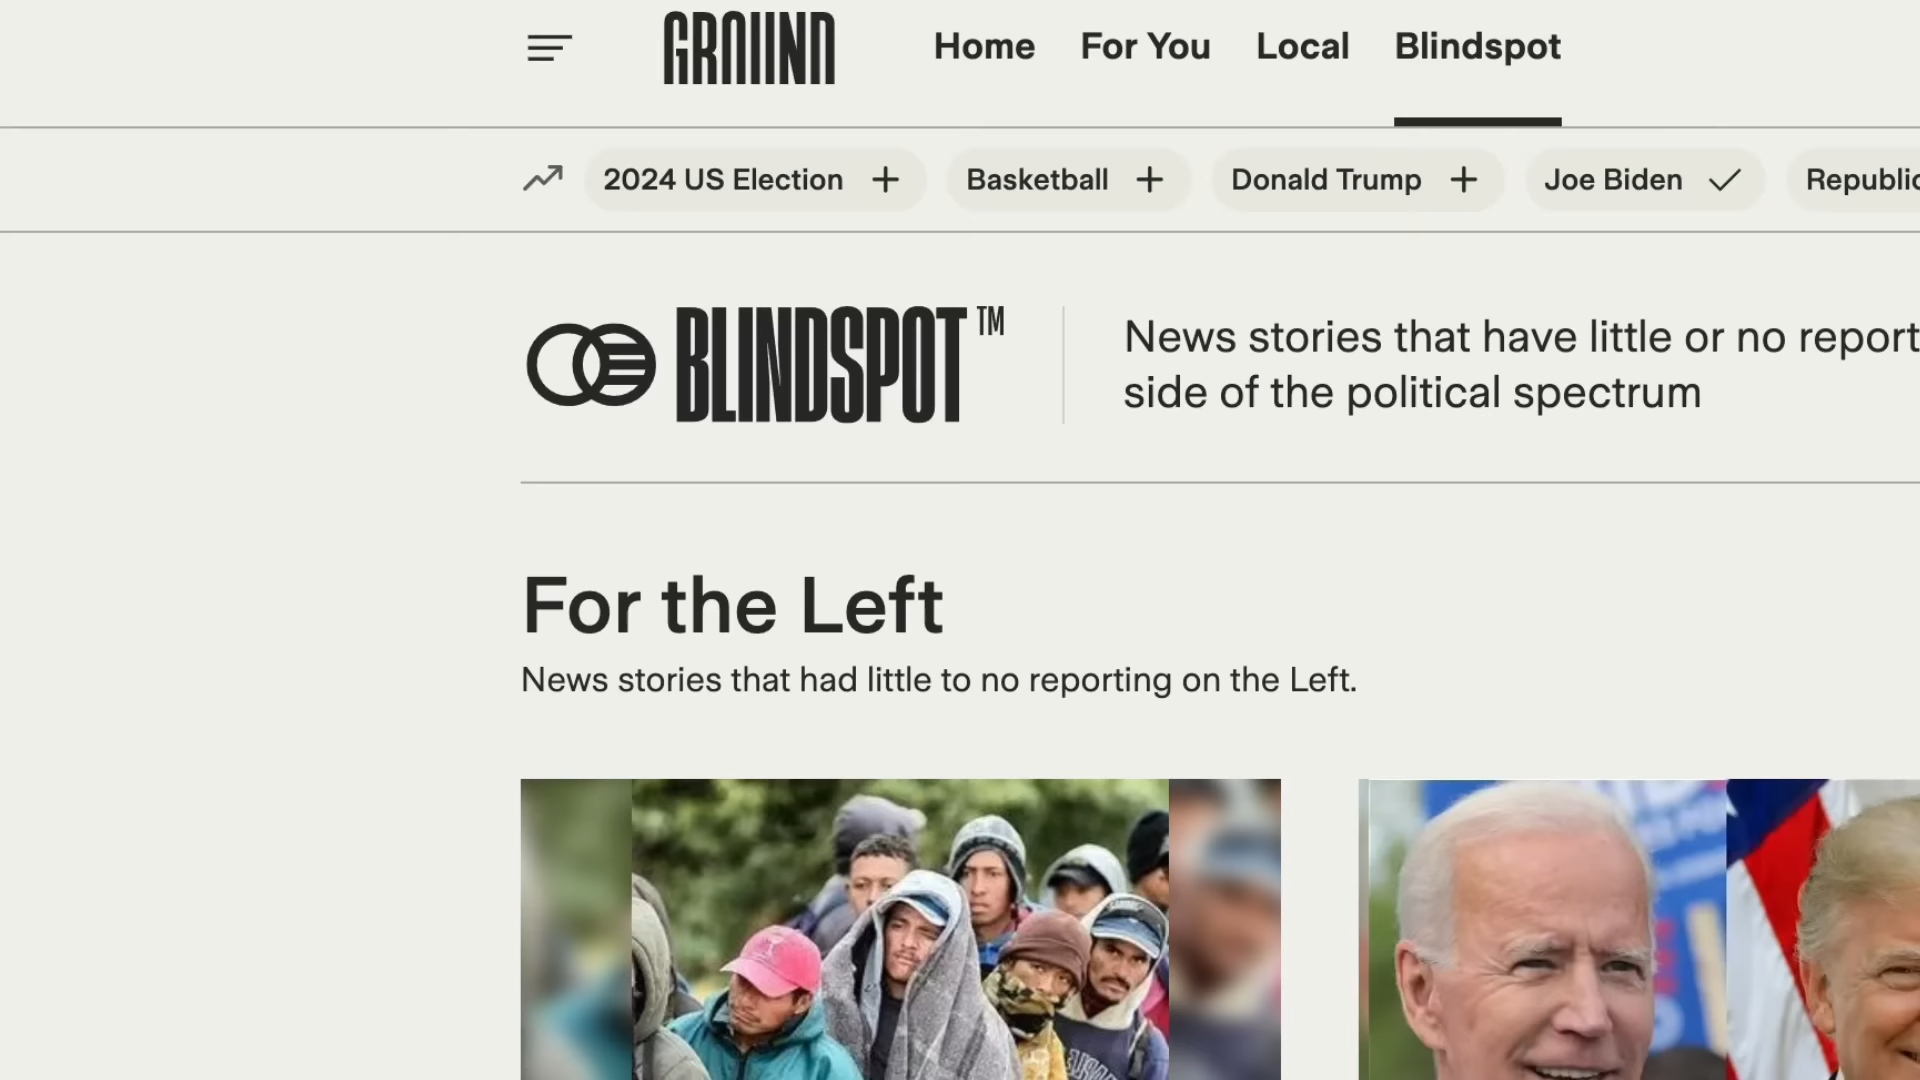 GROUND
Home For You Local Blindspot
2024 US Election + Basketball + Donald Trump + Joe Biden
BLINDSPOT™
News stories that have little or no report
side of the political spectrum
For the Left
News stories that had little to no reporting on the Left.